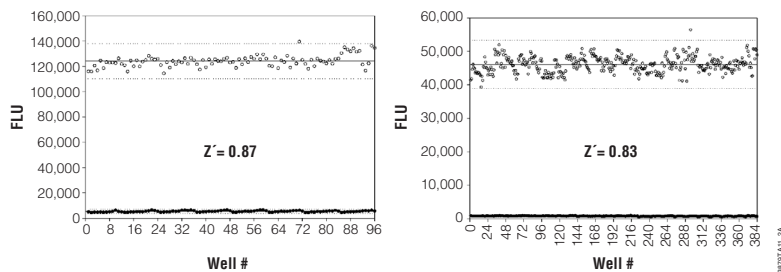 160,000
140,000
120,000
100,000
80,000
60,000
40,000
20,000
0
FLU
Z´= 0.87
0 8 16 24 32 40 48 56 64 72 80 88 96
Well #
60,000
50,000
40,000
30,000
20,000
10,000
0
FLU
Z´= 0.83
0 24 48 72 96 120 144 168 192 216 240 264 288 312 336 360 384
Well #